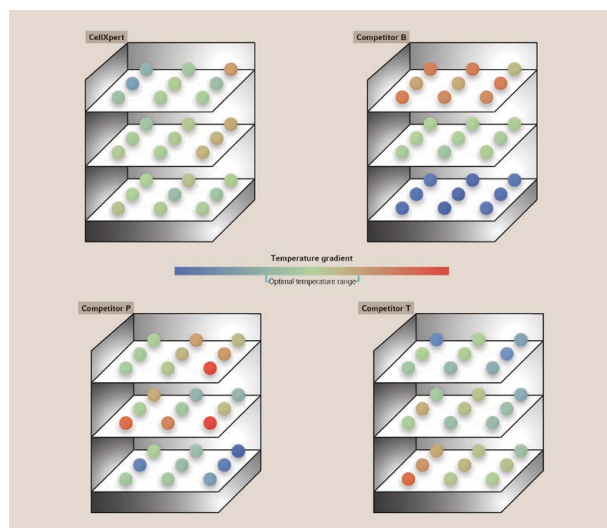 CellXpert
Competitor B
Temperature gradient
Optimal temperature range
Competitor P
Competitor T